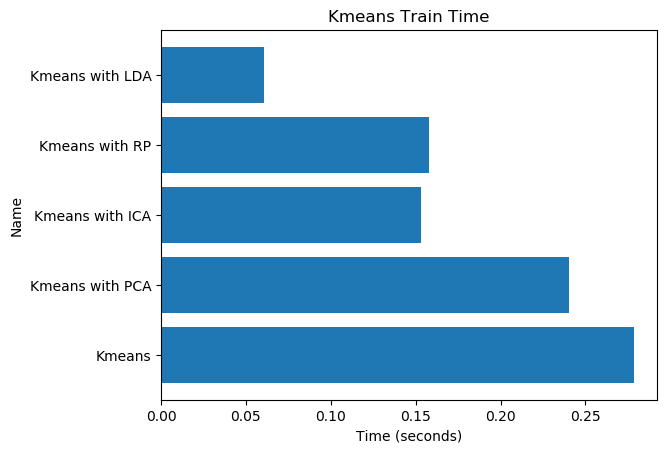 Kmeans Train Time
Kmeans with LDA
Kmeans with RP
Kmeans with ICA
Kmeans with PCA
Kmeans
Name
0.00 0.05 0.10 0.15 0.20 0.25
Time (seconds)